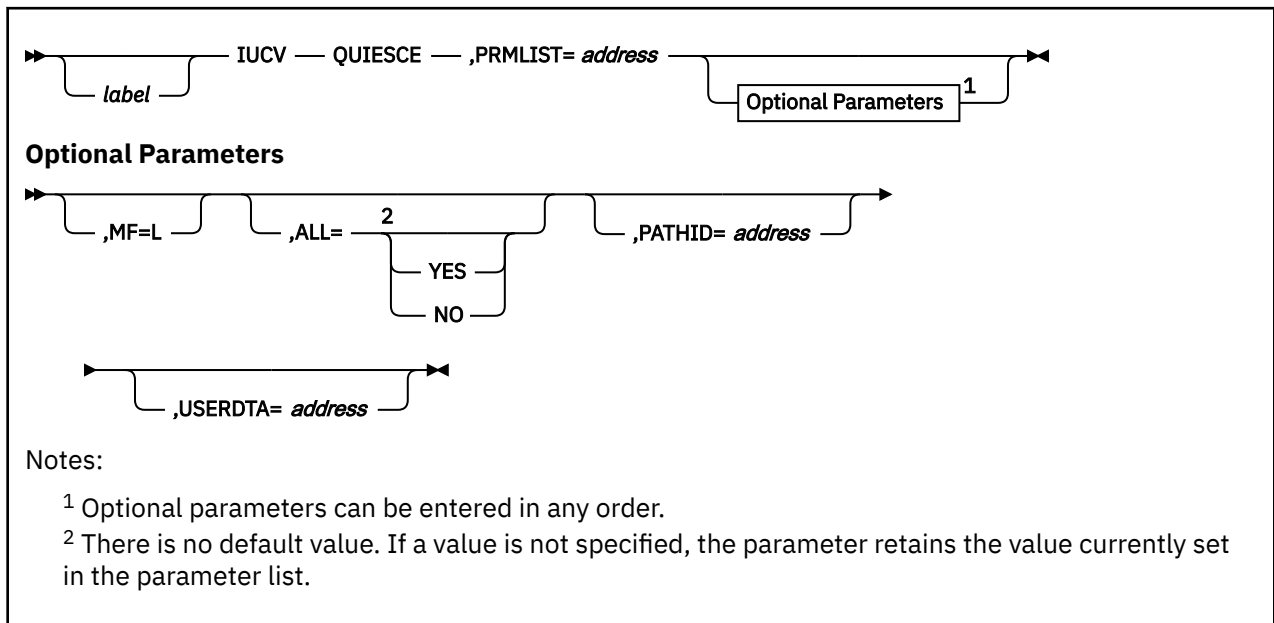 label IUCV QUIESCE ,PRMLIST= address Optional Parameters 1
Optional Parameters
,MF=L ,ALL= 2 YES NO ,PATHID= address
,USERDTA= address
Notes:
1 Optional parameters can be entered in any order.
2 There is no default value. If a value is not specified, the parameter retains the value currently set
in the parameter list.